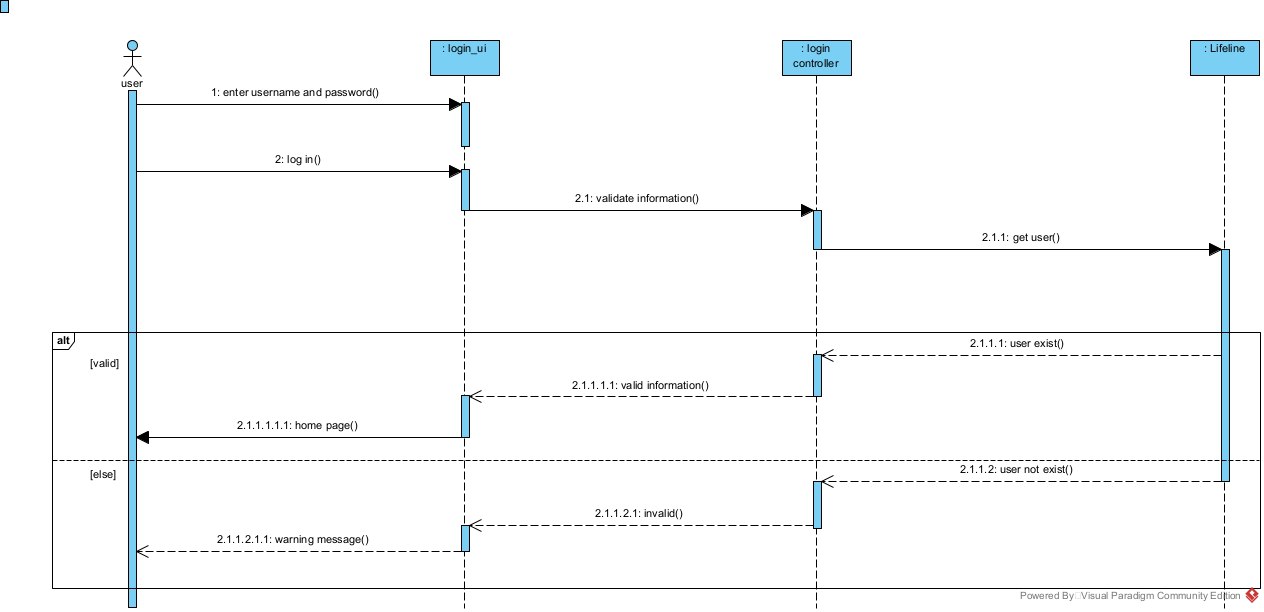 : login_ui
: login
controller
: Lifeline
user
1: enter username and password()
2: log in()
2.1: validate information()
2.1.1: get user()
alt
[valid]
2.1.1.1: user exist()
2.1.1.1.1: valid information()
2.1.1.1.1.1: home page()
[else]
2.1.1.2: user not exist()
2.1.1.2.1: invalid()
2.1.1.2.1.1: warning message()
Powered By Visual Paradigm Community Edition